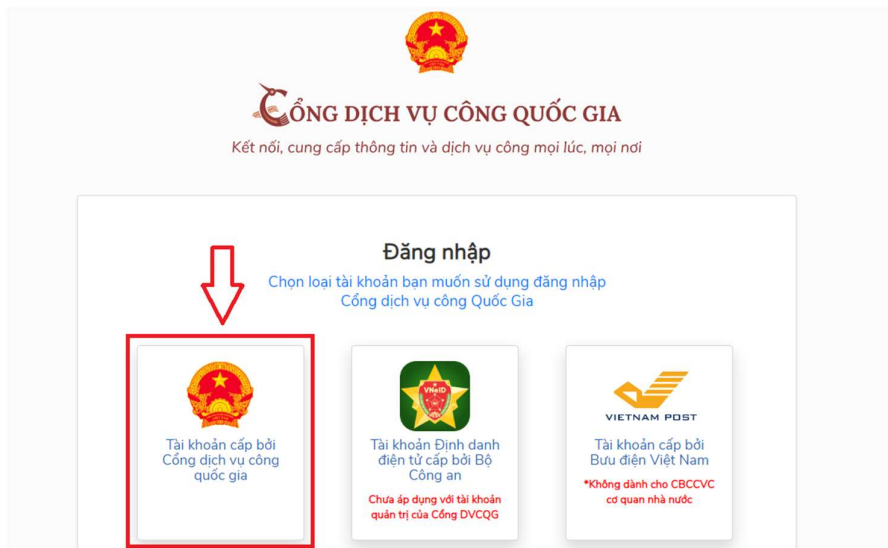 CỔNG DỊCH VỤ CÔNG QUỐC GIA
Kết nối, cung cấp thông tin và dịch vụ công mọi lúc, mọi nơi
Đăng nhập
Chọn loại tài khoản bạn muốn sử dụng đăng nhập
Cổng dịch vụ công Quốc Gia
Tài khoản cấp bởi
Cổng dịch vụ công
quốc gia
VNeID
Tài khoản Định danh
điện tử cấp bởi Bộ
Công an
Chưa áp dụng với tài khoản
quản trị của Cổng DVCQG
VIETNAM POST
Tài khoản cấp bởi
Bưu điện Việt Nam
*Không dành cho CBCCVC
cơ quan nhà nước